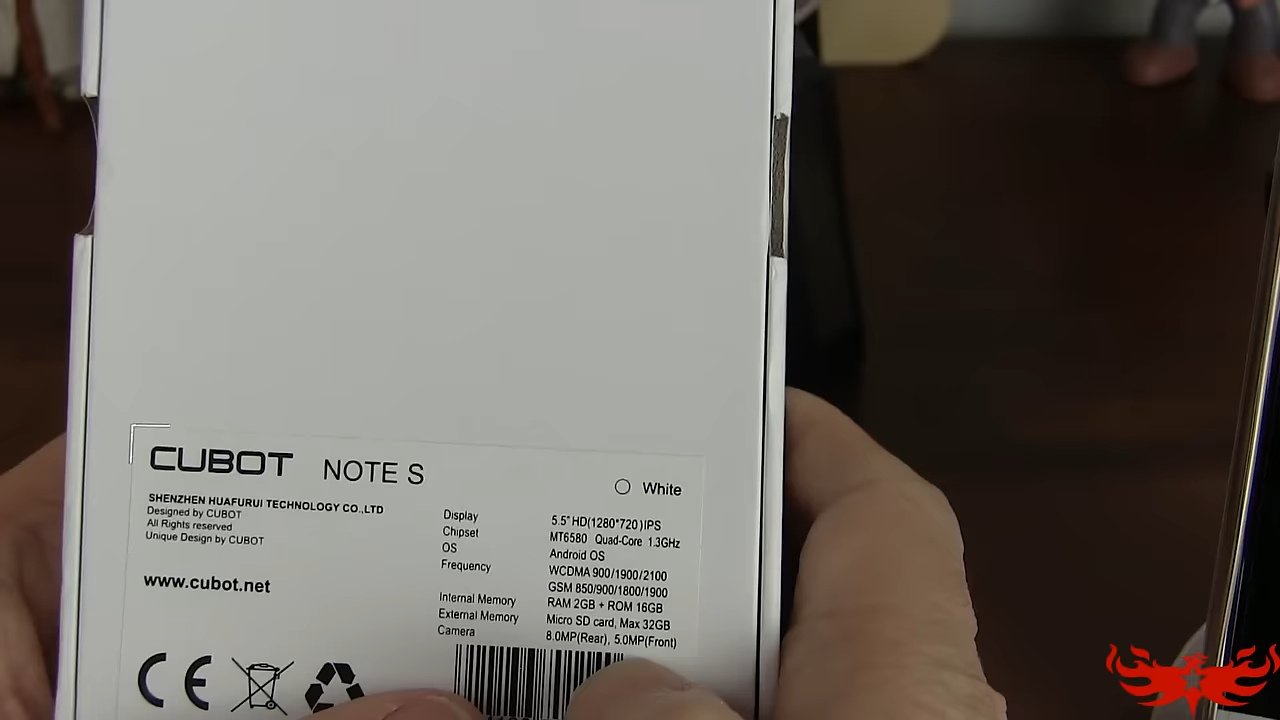 CUBOT NOTE S
White
SHENZHEN HUAFURUI TECHNOLOGY CO.,LTD
Designed by CUBOT
All Rights reserved
Unique Design by CUBOT
www.cubot.net
Display 5.5" HD(1280*720)IPS
Chipset MT6580 Quad-Core 1.3GHz
OS Android OS
Frequency WCDMA 900/1900/2100
GSM 850/900/1800/1900
Internal Memory RAM 2GB + ROM 16GB
External Memory Micro SD card, Max 32GB
Camera 8.0MP(Rear), 5.0MP(Front)
CE